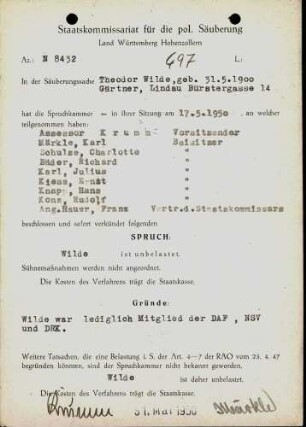 Staatskommissariat für die pol. Säuberung
Land Württemberg Hohenzollern
Az.: N 8432 697 L:
In der Säuberungssache Theodor Wilde, geb. 31.5.1900
Gärtner, Lindau Bürstergasse 14
hat die Spruchkammer — in ihrer Sitzung am 17.5.1950, an welcher
teilgenommen haben:
Assessor Krumm Vorsitzender
Märkle, Karl Beisitzer
Schulze, Charlotte "
Bäder, Richard "
Karl, Julius "
Kiess, Ernst "
Knapp, Hans "
Kons, Rudolf "
Ang. Hauer, Franz Vertr.d.Staatskommissars
beschlossen und sofort verkündet folgenden
SPRUCH:
Wilde ist unbelastet.
Sühnemaßnahmen werden nicht angeordnet.
Die Kosten des Verfahrens trägt die Staatskasse.
Gründe:
Wilde war lediglich Mitglied der DAF, NSV
und DRK.
Weitere Tatsachen, die eine Belastung i. S. der Art. 4—7 der RAO vom 23. 4. 47
begründen können, sind der Spruchkammer nicht bekannt geworden.
Wilde ist daher unbelastet.
Die Kosten des Verfahrens trägt die Staatskasse.
Krumm 31. Mai 1950 Märkle